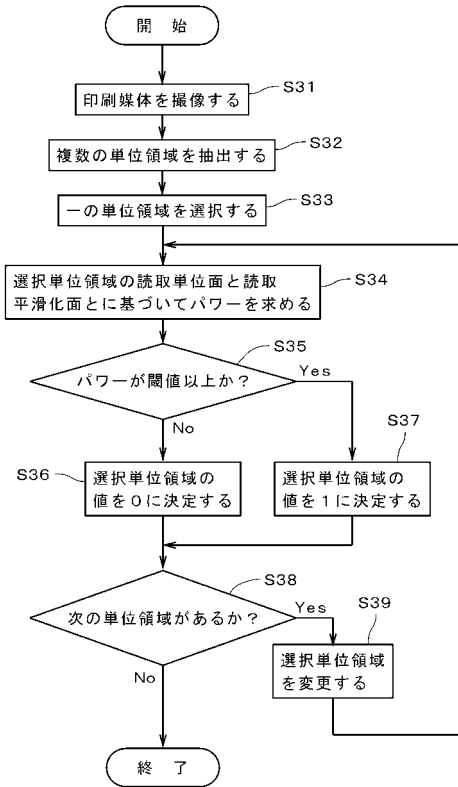 開 始
印刷媒体を撮像する
S31
複数の単位領域を抽出する
S32
一の単位領域を選択する
S33
選択単位領域の読取単位面と読取
平滑化面とに基づいてパワーを求める
S34
パワーが閾値以上か？
S35
Yes
No
S36
選択単位領域の
値を０に決定する
S37
選択単位領域の
値を１に決定する
次の単位領域があるか？
S38
Yes
No
S39
選択単位領域
を変更する
終 了